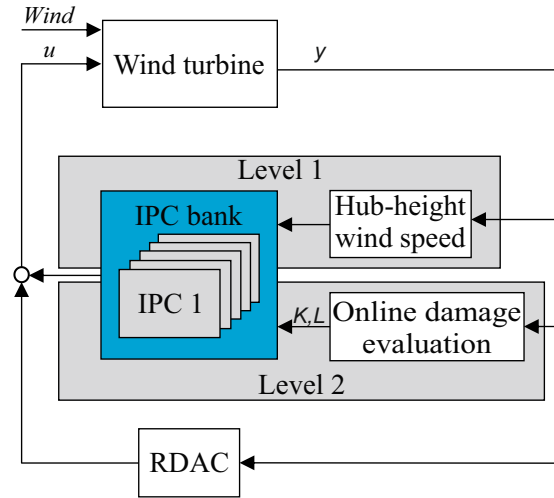 Wind
u
Wind turbine
y
Level 1
IPC bank
Hub-height
wind speed
IPC 1
K,L
Online damage
evaluation
Level 2
RDAC